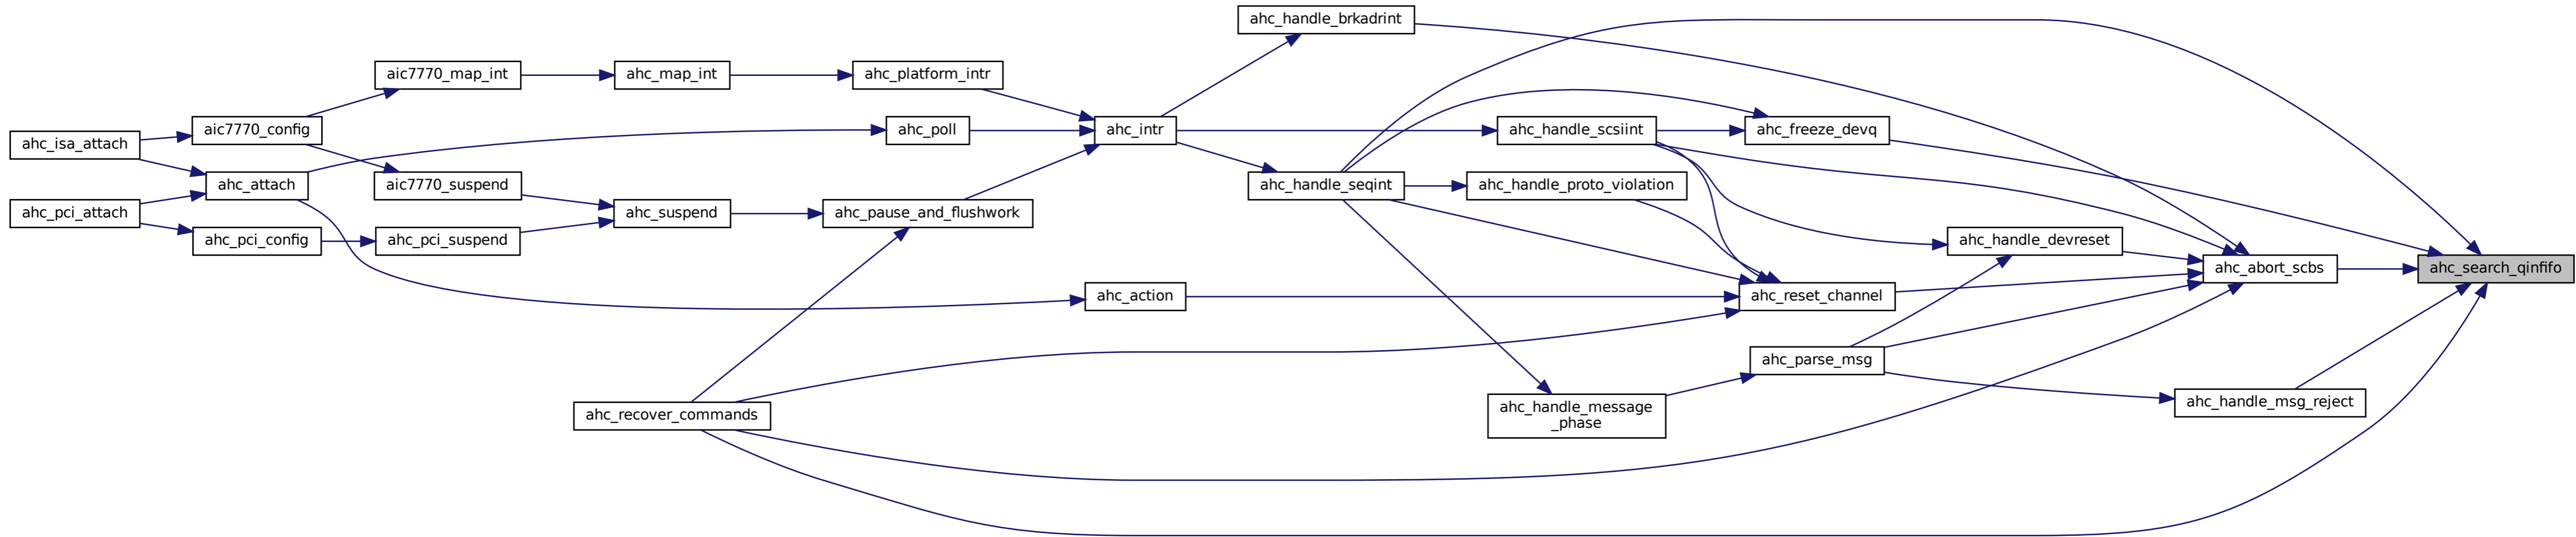 ahc_handle_brkadrint
aic7770_map_int
ahc_map_int
ahc_platform_intr
ahc_isa_attach
aic7770_config
ahc_poll
ahc_intr
ahc_handle_scsiint
ahc_freeze_devq
ahc_attach
aic7770_suspend
ahc_handle_seqint
ahc_handle_proto_violation
ahc_pci_attach
ahc_suspend
ahc_pause_and_flushwork
ahc_pci_config
ahc_pci_suspend
ahc_handle_devreset
ahc_abort_scbs
ahc_search_qinfifo
ahc_action
ahc_reset_channel
ahc_parse_msg
ahc_recover_commands
ahc_handle_message
_phase
ahc_handle_msg_reject